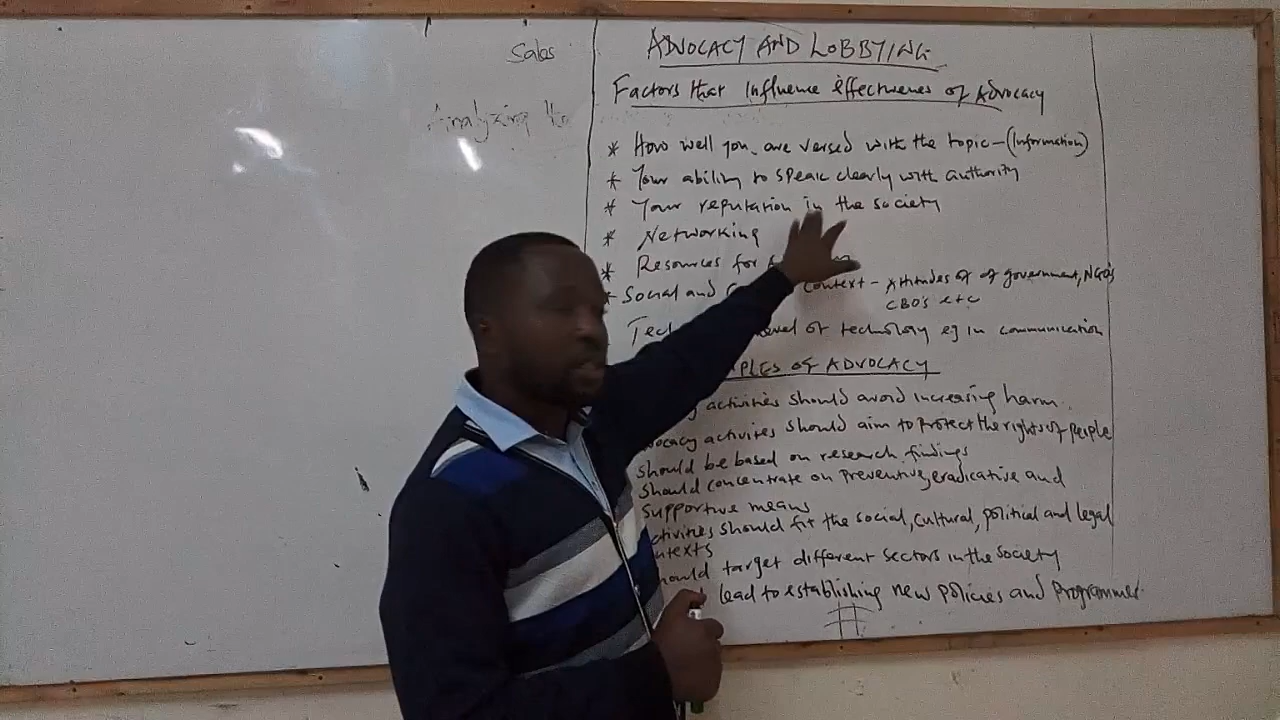 Sales
Analyzing
ADVOCACY AND LOBBYING
Factors that Influence effectiveness of ADVOCACY
* How well you are versed with the topic-(Information)
* Your ability to speak clearly with authority
* Your reputation in the society
* Networking
* Resources for
* Social and context - Attitudes of of government, NGO's
CBO's etc
level of technology eg in communication
OF ADVOCACY
activities should avoid increasing harm.
activities should aim to protect the rights of people
should be based on research findings
should concentrate on preventive, eradicative and
supportive means
should fit the social, cultural, political and legal
should target different sectors in the society
lead to establishing new policies and programmes